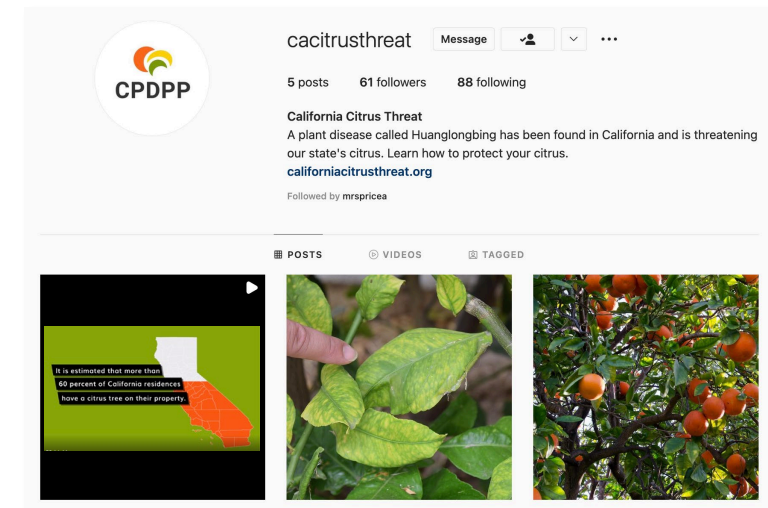 CPDPP
cacitrusthreat Message
5 posts 61 followers 88 following
California Citrus Threat
A plant disease called Huanglongbing has been found in California and is threatening
our state's citrus. Learn how to protect your citrus.
californiacitrusthreat.org
Followed by mrspricea
POSTS VIDEOS TAGGED
It is estimated that more than
60 percent of California residences
have a citrus tree on their property.